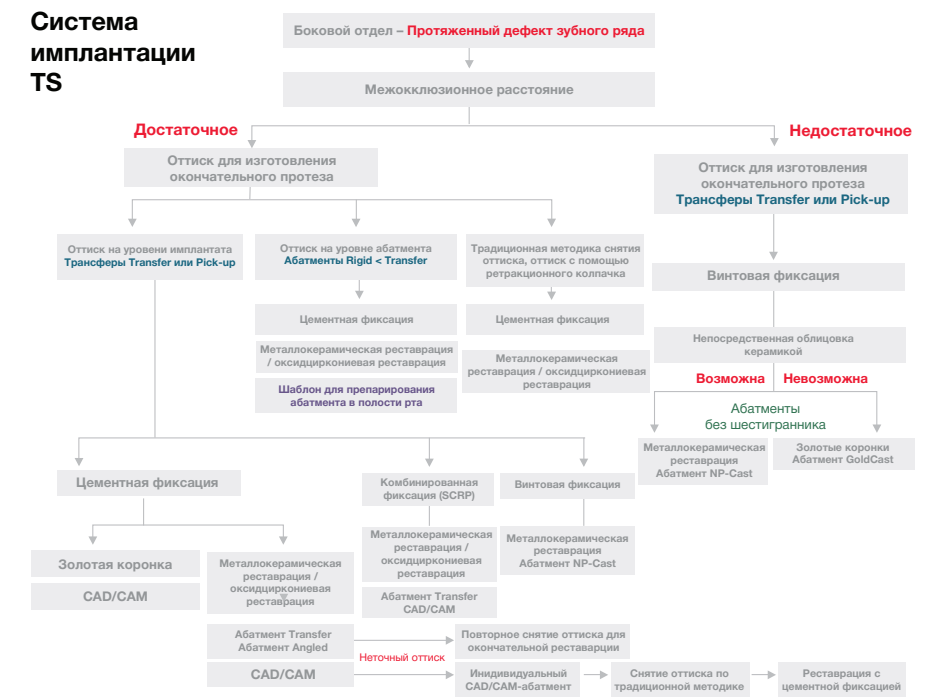 Система
имплантации
TS
Боковой отдел – Протяженный дефект зубного ряда
Межокклюзионное расстояние
Достаточное
Недостаточное
Оттиск для изготовления
окончательного протеза
Оттиск для изготовления
окончательного протеза
Трансферы Transfer или Pick-up
Оттиск на уровени имплантата
Трансферы Transfer или Pick-up
Оттиск на уровне абатмента
Абатменты Rigid < Transfer
Традиционная методика снятия
оттиска, оттиск с помощью
ретракционного колпачка
Винтовая фиксация
Цементная фиксация
Цементная фиксация
Непосредственная облицовка
керамикой
Металлокерамическая реставрация
/ оксидциркониевая реставрация
Металлокерамическая
реставрация / оксидциркониевая
реставрация
Шаблон для препарирования
абатмента в полости рта
Возможна
Невозможна
Абатменты
без шестигранника
Металлокерамическая
реставрация
Абатмент NP-Cast
Золотые коронки
Абатмент GoldCast
Цементная фиксация
Комбинированная
фиксация (SCRP)
Винтовая фиксация
Золотая коронка
CAD/CAM
Металлокерамическая
реставрация /
оксидциркониевая
реставрация
Металлокерамическая
реставрация /
оксидциркониевая
реставрация
Абатмент Transfer
CAD/CAM
Металлокерамическая
реставрация
Абатмент NP-Cast
Абатмент Transfer
Абатмент Angled
Повторное снятие оттиска для
окончательной реставарции
Неточный оттиск
CAD/CAM
Инидивидуальный
CAD/CAM-абатмент
Снятие оттиска по
традиционной методике
Реставрация с
цементной фиксацией